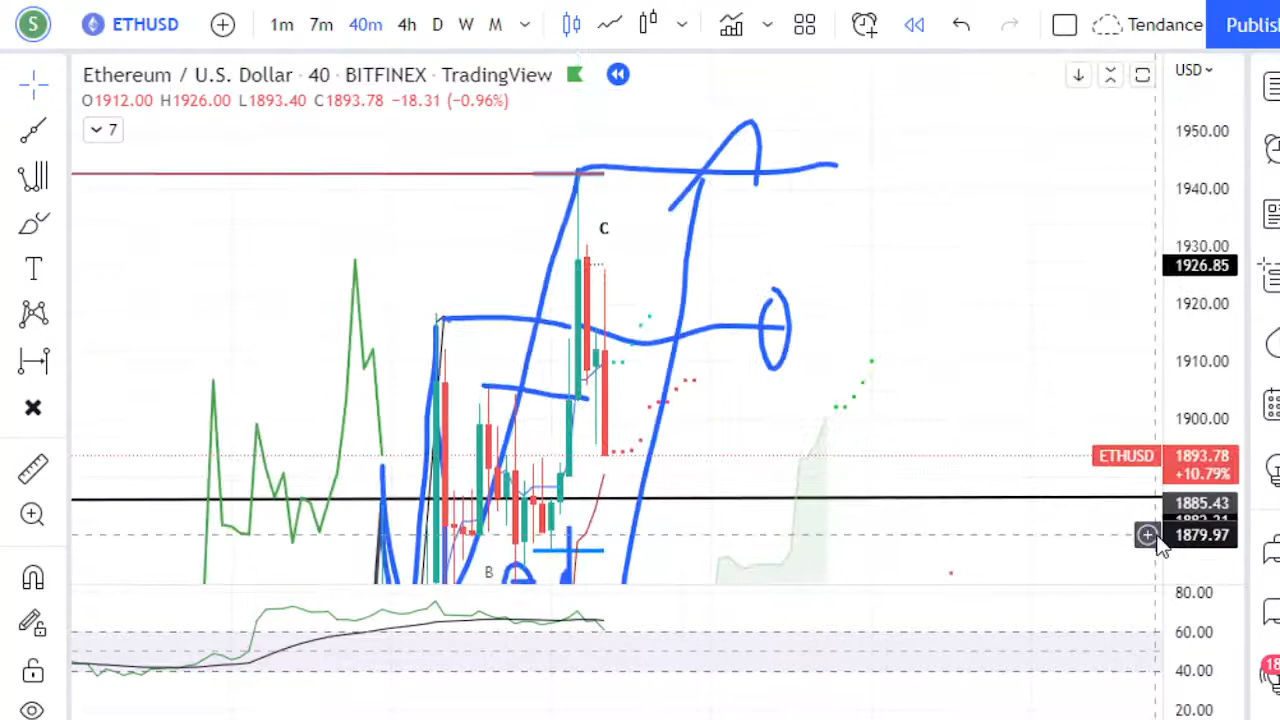 S ETHUSD 1m 7m 40m 4h D W M Tendance Publis
Ethereum / U.S. Dollar · 40 · BITFINEX · TradingView
USD
O1912.00 H1926.00 L1893.40 C1893.78 −18.31 (−0.96%)
7
1950.00
1940.00
C
1930.00
1926.85
1920.00
1910.00
1900.00
ETHUSD 1893.78
+10.79%
1885.43
1879.97
B
80.00
60.00
40.00
20.00
18